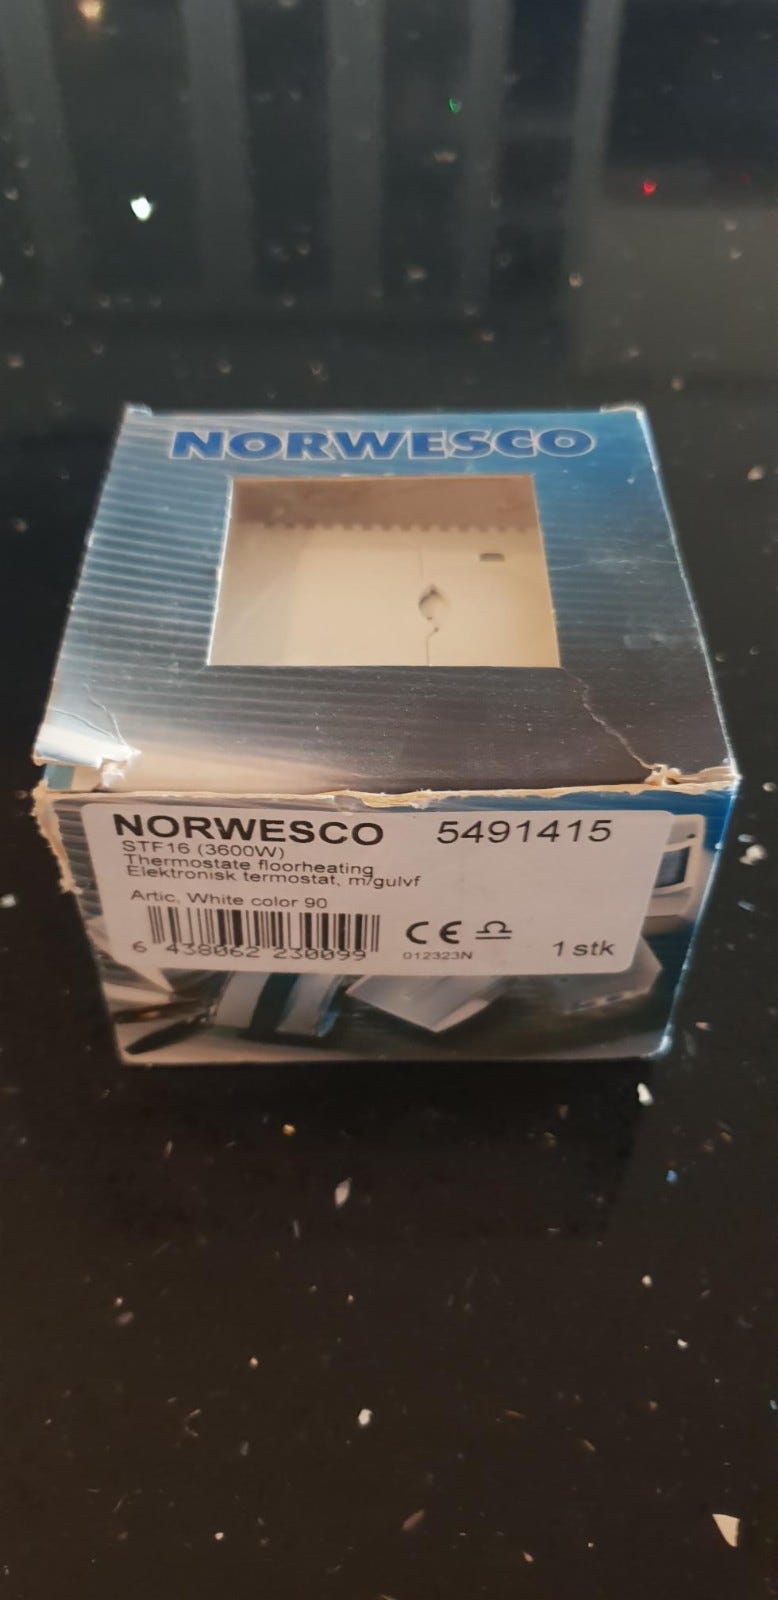 NORWESCO
NORWESCO 5491415
STF16 (3600W)
Thermostate floorheating
Elektronisk termostat, m/gulvf
Artic. White color 90
6 438062 230099
CE
012323N
1 stk